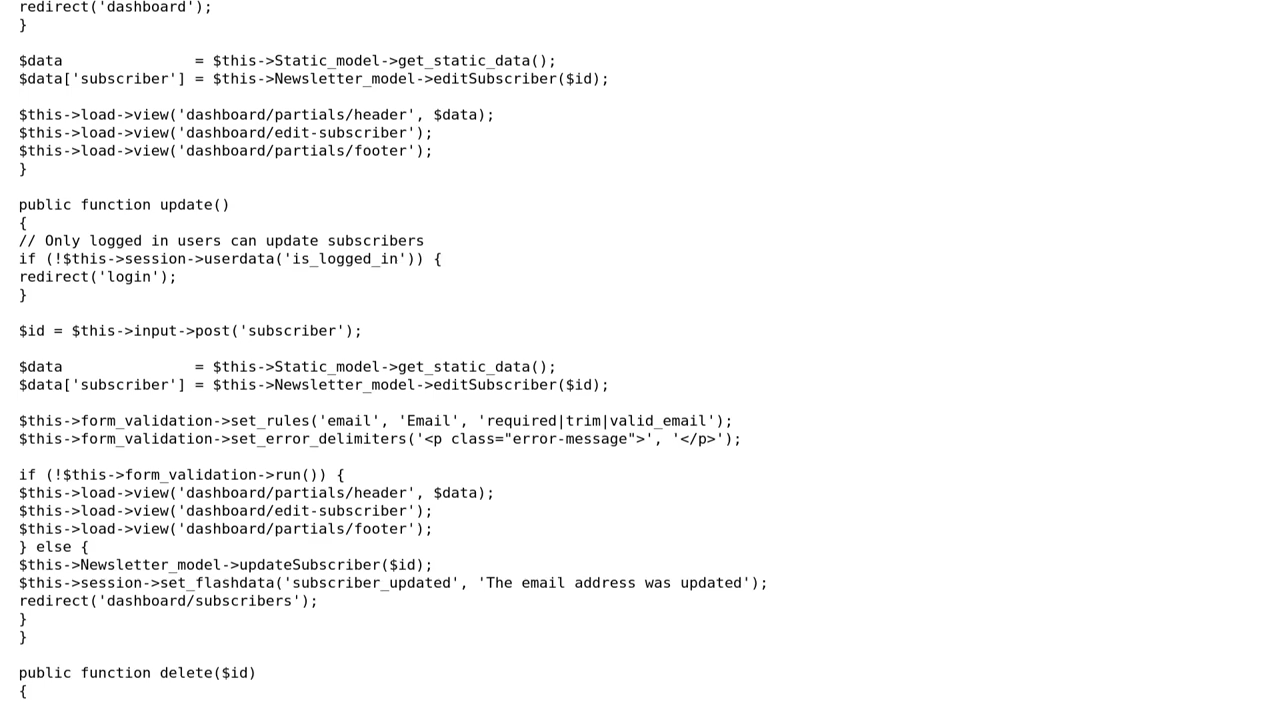 redirect('dashboard');
}

$data               = $this->Static_model->get_static_data();
$data['subscriber'] = $this->Newsletter_model->editSubscriber($id);

$this->load->view('dashboard/partials/header', $data);
$this->load->view('dashboard/edit-subscriber');
$this->load->view('dashboard/partials/footer');
}

public function update()
{
// Only logged in users can update subscribers
if (!$this->session->userdata('is_logged_in')) {
redirect('login');
}

$id = $this->input->post('subscriber');

$data               = $this->Static_model->get_static_data();
$data['subscriber'] = $this->Newsletter_model->editSubscriber($id);

$this->form_validation->set_rules('email', 'Email', 'required|trim|valid_email');
$this->form_validation->set_error_delimiters('<p class="error-message">', '</p>');

if (!$this->form_validation->run()) {
$this->load->view('dashboard/partials/header', $data);
$this->load->view('dashboard/edit-subscriber');
$this->load->view('dashboard/partials/footer');
} else {
$this->Newsletter_model->updateSubscriber($id);
$this->session->set_flashdata('subscriber_updated', 'The email address was updated');
redirect('dashboard/subscribers');
}
}

public function delete($id)
{